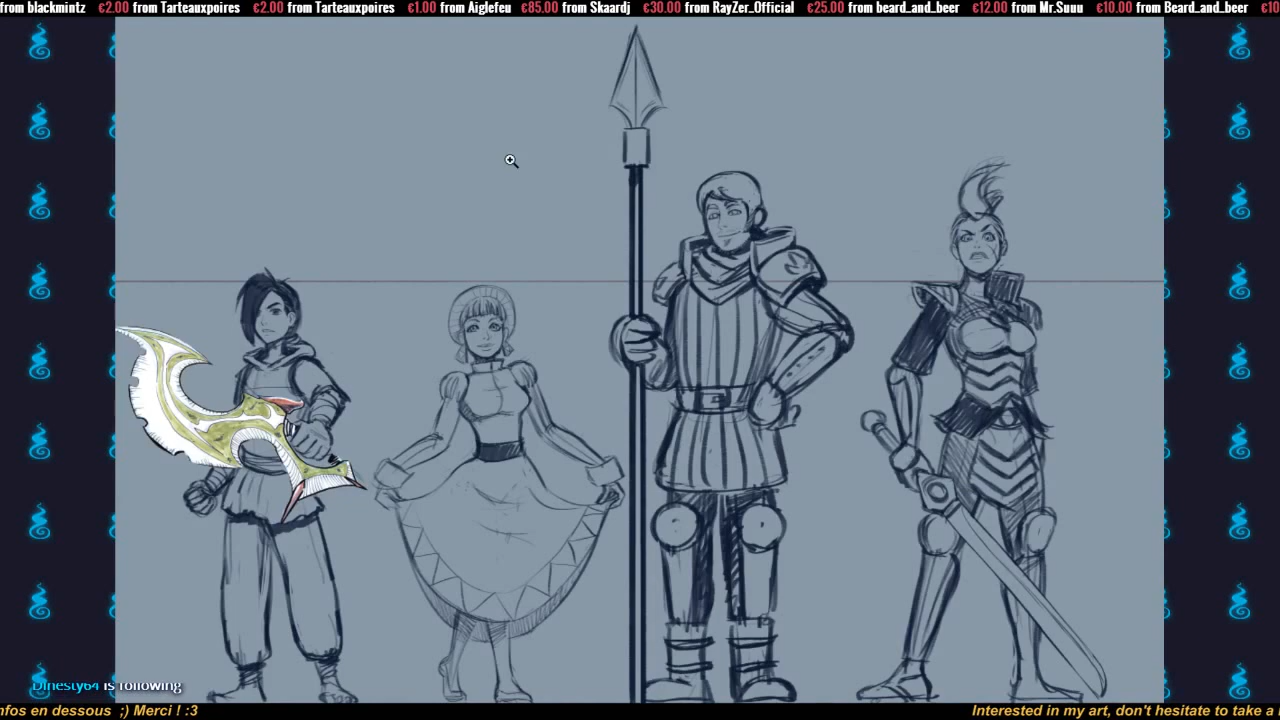 from blackmintz €2.00 from Tarteauxpoires €2.00 from Tarteauxpoires €1.00 from Aiglefeu €85.00 from Skaardj €30.00 from RayZer_Official €25.00 from beard_and_beer €12.00 from Mr.Suuu €10.00 from Beard_and_beer €10
Dinesty64 is following
nfos en dessous ;) Merci ! :3
Interested in my art, don't hesitate to take a